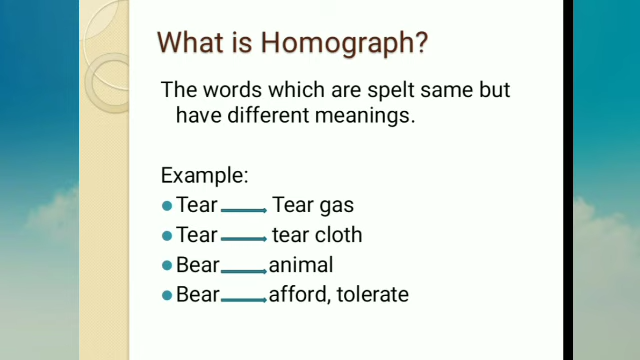 What is Homograph?
The words which are spelt same but
have different meanings.
Example:
Tear Tear gas
Tear tear cloth
Bear animal
Bear afford, tolerate